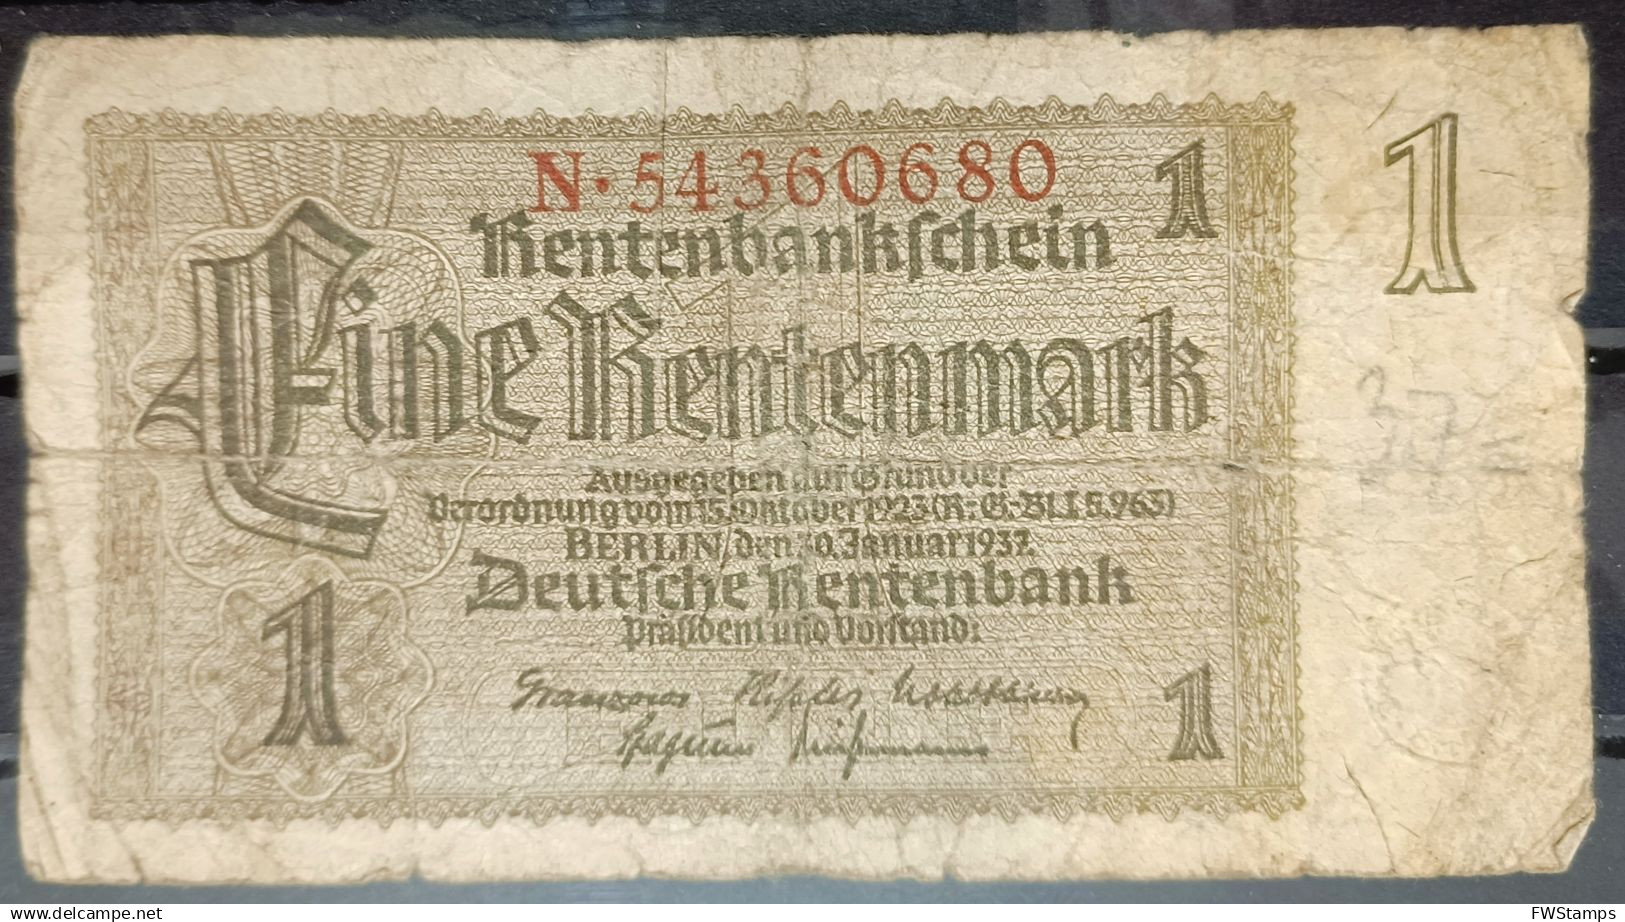 N·54360680
1
1
Rentenbankschein
Eine Rentenmark
Ausgegeben auf Grund der
Verordnung vom 15. Oktober 1923 (R.-G.-Bl. I S. 963)
BERLIN, den 30. Januar 1937.
Deutsche Rentenbank
Präsident und Vorstand:
1
1
delcampe.net
FWStamps